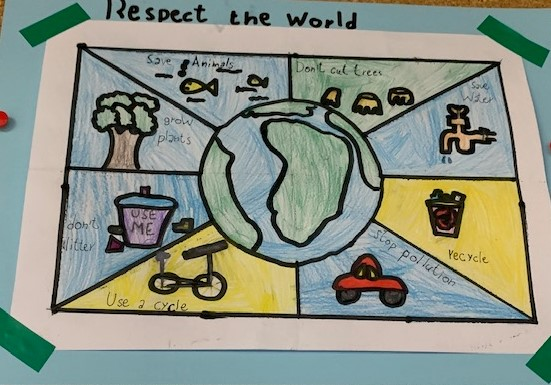 Respect the World
Save Animals
Don't cut trees
Save
Water
grow
plants
USE
ME
don't
litter
Use a cycle
stop pollution
recycle